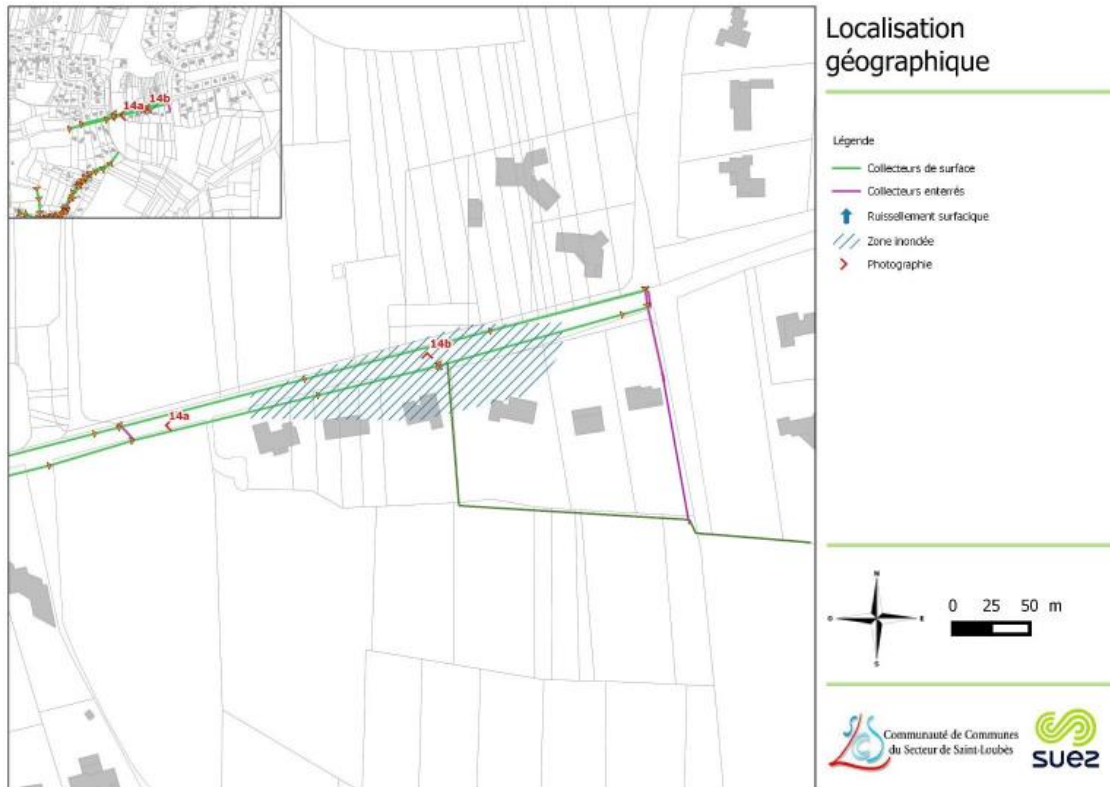 Localisation
géographique
Légende
Collecteurs de surface
Collecteurs enterrés
Ruissellement surfacique
Zone inondée
Photographie
14a
14b
14b
14a
N
O
E
S
0 25 50 m
Communauté de Communes
du Secteur de Saint-Loubès
suez